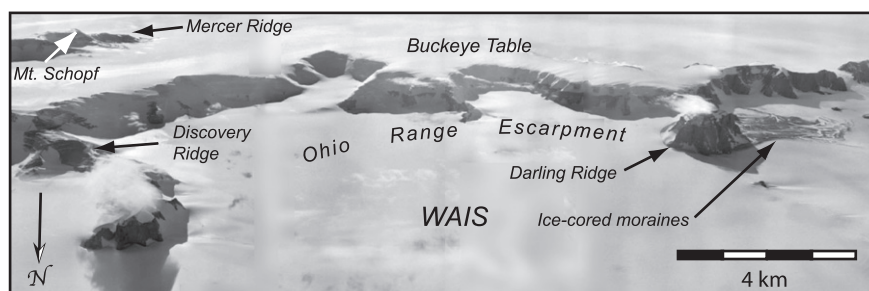 Mercer Ridge
Buckeye Table
Mt. Schopf
Discovery
Ridge
Ohio Range Escarpment
Darling Ridge
WAIS
Ice-cored moraines
N
4 km